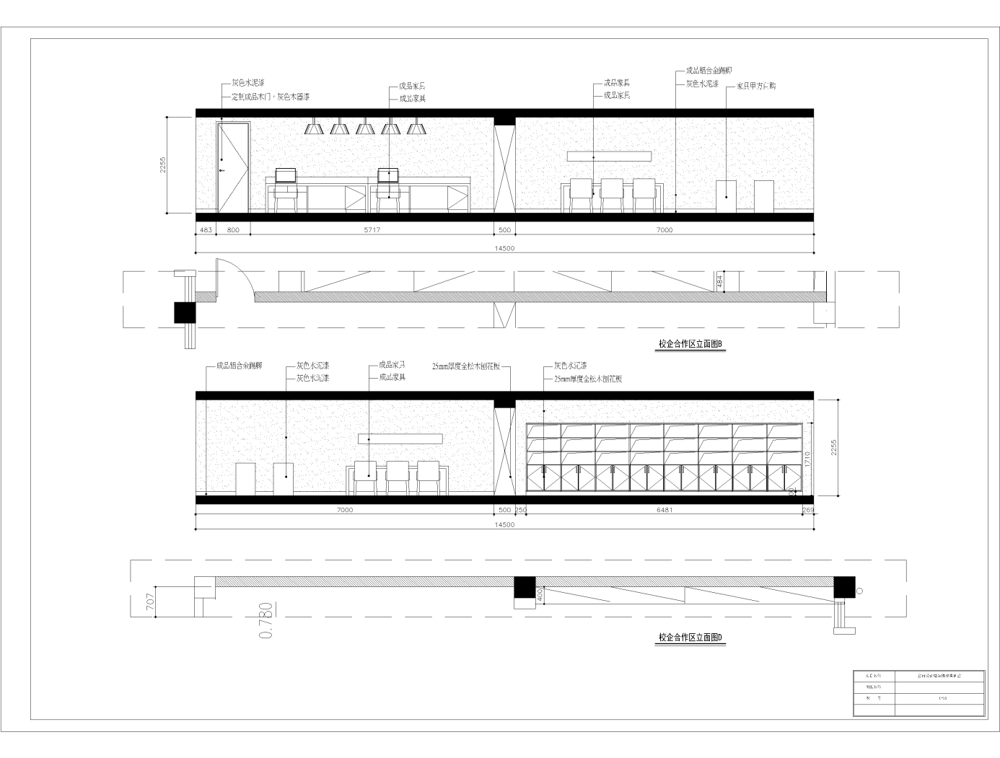 成品铝合金踢脚
灰色水泥漆
成品家具
成品家具
灰色水泥漆
家具甲方自购
定制成品木门，灰色木器漆
成品家具
成品家具
2255
483
800
5717
500
7000
14500
484
校企合作区立面图B
成品铝合金踢脚
灰色水泥漆
灰色水泥漆
成品家具
成品家具
25mm厚度全松木刨花板
灰色水泥漆
25mm厚度全松木刨花板
1710
2255
7000
500
250
6481
269
14500
707
0.780
400
校企合作区立面图D